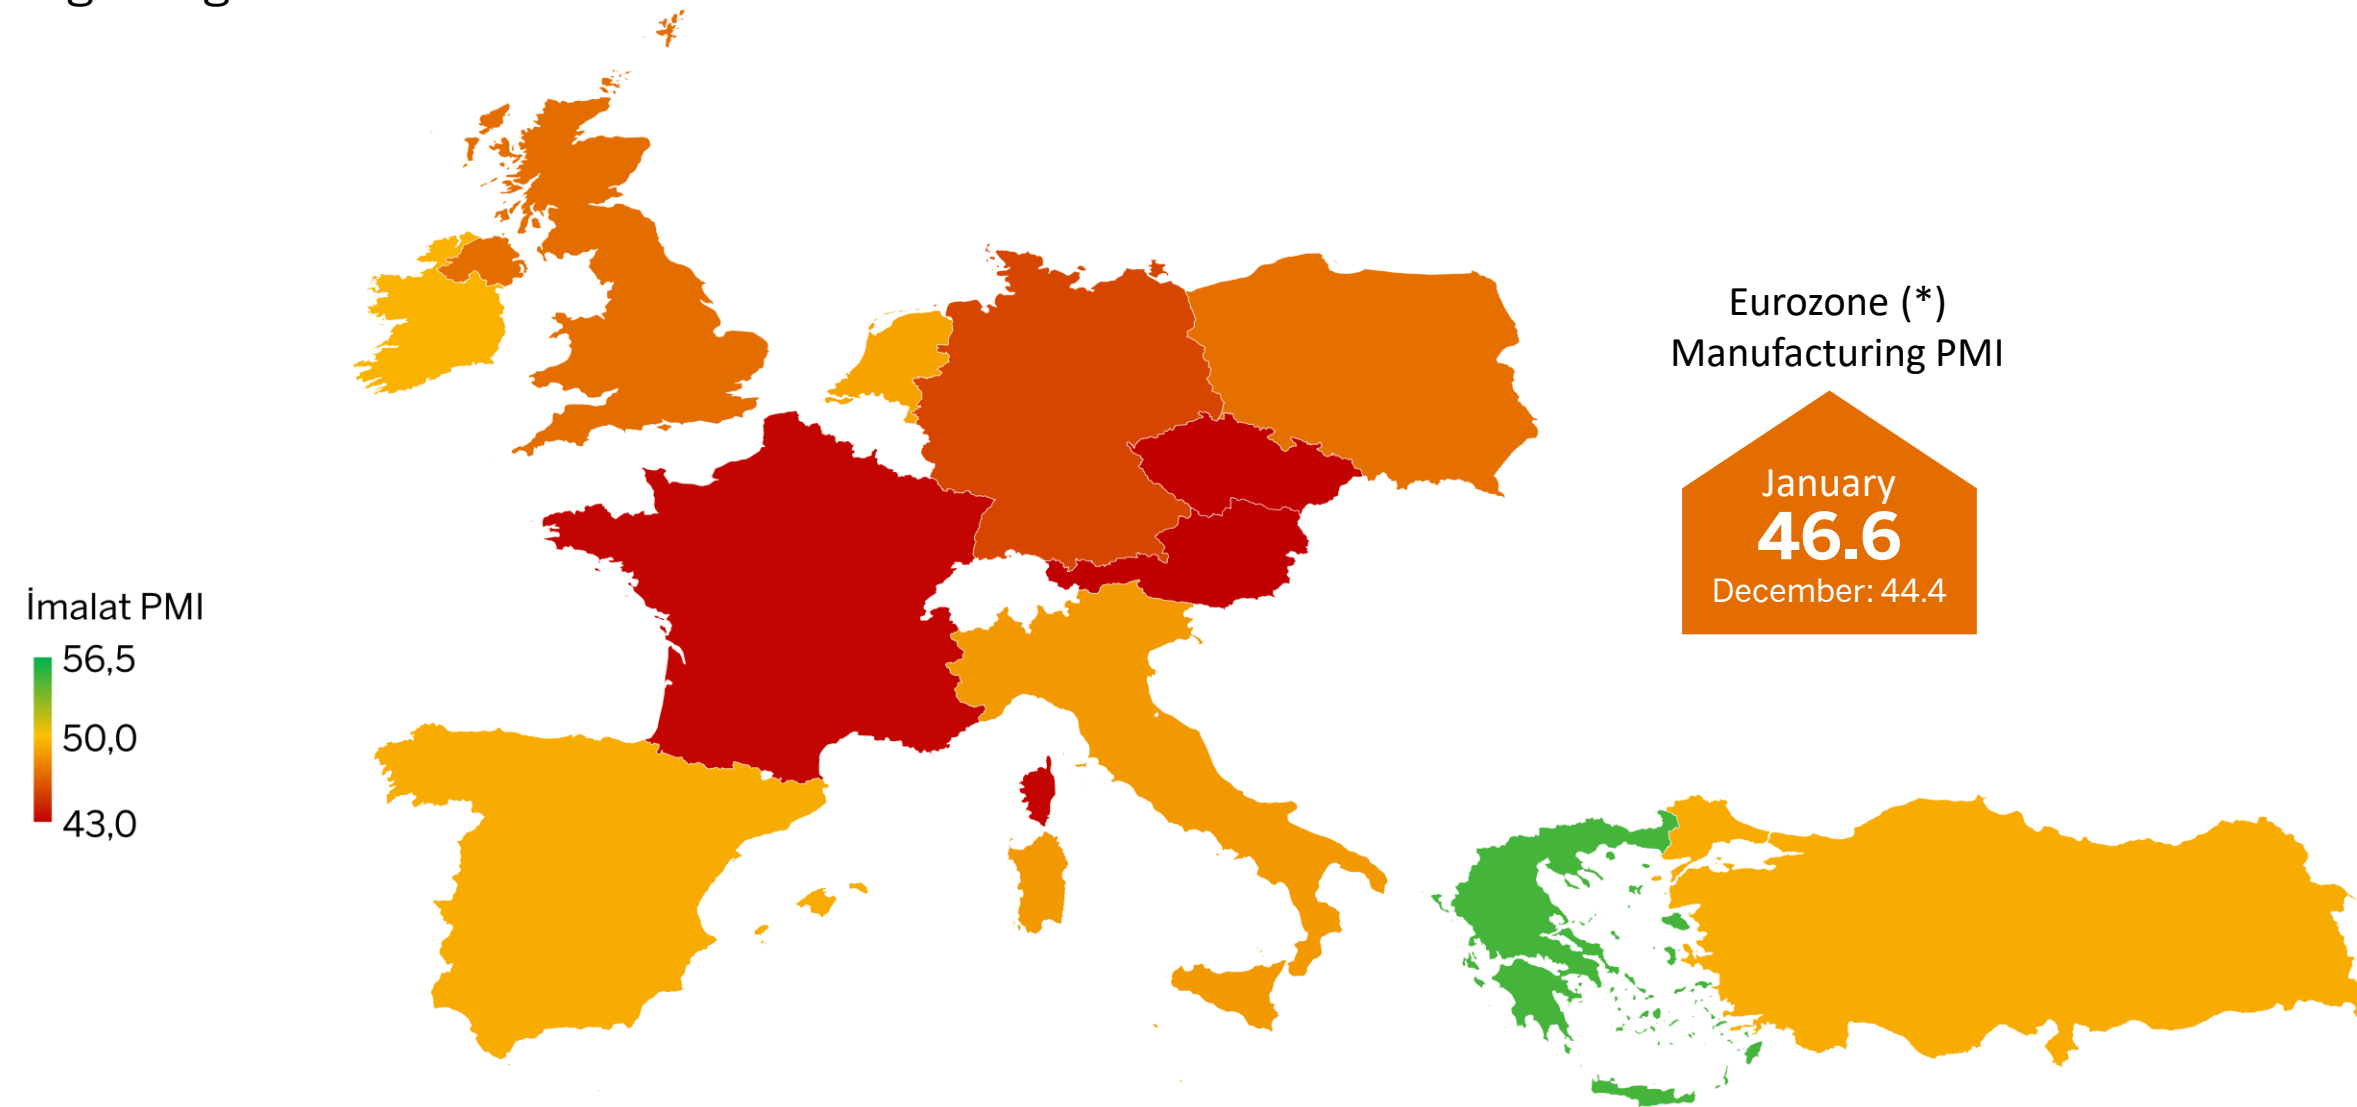 Eurozone (*)
Manufacturing PMI
January
46.6
December: 44.4
İmalat PMI
56,5
50,0
43,0